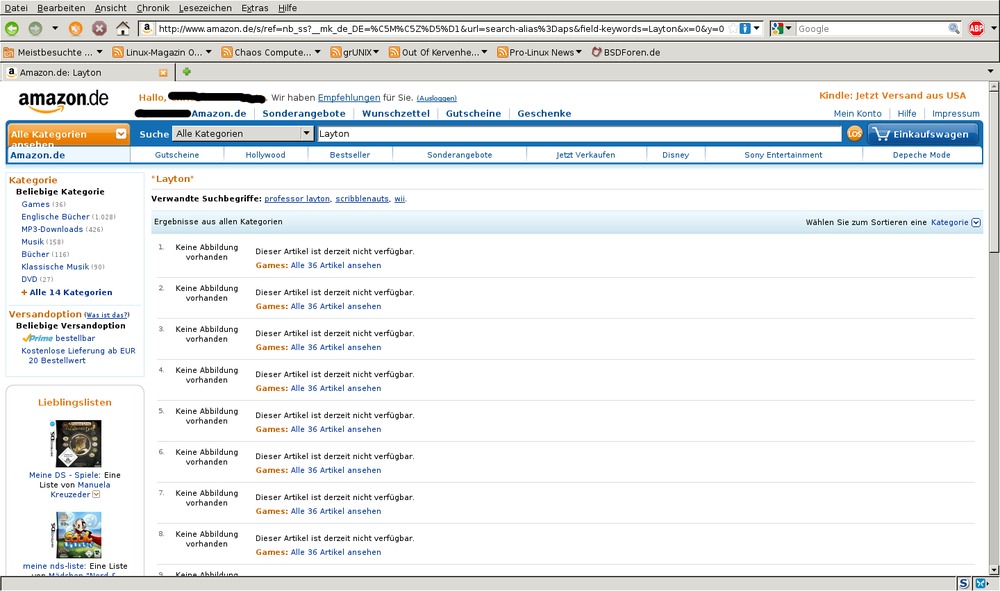 Datei Bearbeiten Ansicht Chronik Lesezeichen Extras Hilfe
http://www.amazon.de/s/ref=nb_ss?__mk_de_DE=%C5M%C5Z%D5%D1&url=search-alias%3Daps&field-keywords=Layton&x=0&y=0
Google
ABP
Meistbesuchte ... Linux-Magazin O... Chaos Compute... grUNIX Out Of Kervenhe... Pro-Linux News BSDForen.de
Amazon.de: Layton
amazon.de
Hallo,
. Wir haben Empfehlungen für Sie. (Ausloggen)
Kindle: Jetzt Versand aus USA
Amazon.de Sonderangebote Wunschzettel Gutscheine Geschenke
Mein Konto Hilfe Impressum
Alle Kategorien ansehen
Suche Alle Kategorien Layton LOS Einkaufswagen
Amazon.de Gutscheine Hollywood Bestseller Sonderangebote Jetzt Verkaufen Disney Sony Entertainment Depeche Mode
Kategorie
Beliebige Kategorie
Games (36)
Englische Bücher (1.028)
MP3-Downloads (426)
Musik (158)
Bücher (116)
Klassische Musik (90)
DVD (27)
+ Alle 14 Kategorien
Versandoption (Was ist das?)
Beliebige Versandoption
Prime bestellbar
Kostenlose Lieferung ab EUR
20 Bestellwert
Lieblingslisten
Meine DS - Spiele: Eine
Liste von Manuela
Kreuzeder
meine nds-liste: Eine Liste
von Mädchen "Nord-F
"Layton"
Verwandte Suchbegriffe: professor layton, scribblenauts, wii.
Ergebnisse aus allen Kategorien
Wählen Sie zum Sortieren eine Kategorie
1. Keine Abbildung vorhanden
Dieser Artikel ist derzeit nicht verfügbar.
Games: Alle 36 Artikel ansehen
2. Keine Abbildung vorhanden
Dieser Artikel ist derzeit nicht verfügbar.
Games: Alle 36 Artikel ansehen
3. Keine Abbildung vorhanden
Dieser Artikel ist derzeit nicht verfügbar.
Games: Alle 36 Artikel ansehen
4. Keine Abbildung vorhanden
Dieser Artikel ist derzeit nicht verfügbar.
Games: Alle 36 Artikel ansehen
5. Keine Abbildung vorhanden
Dieser Artikel ist derzeit nicht verfügbar.
Games: Alle 36 Artikel ansehen
6. Keine Abbildung vorhanden
Dieser Artikel ist derzeit nicht verfügbar.
Games: Alle 36 Artikel ansehen
7. Keine Abbildung vorhanden
Dieser Artikel ist derzeit nicht verfügbar.
Games: Alle 36 Artikel ansehen
8. Keine Abbildung vorhanden
Dieser Artikel ist derzeit nicht verfügbar.
Games: Alle 36 Artikel ansehen
9. Keine Abbildung